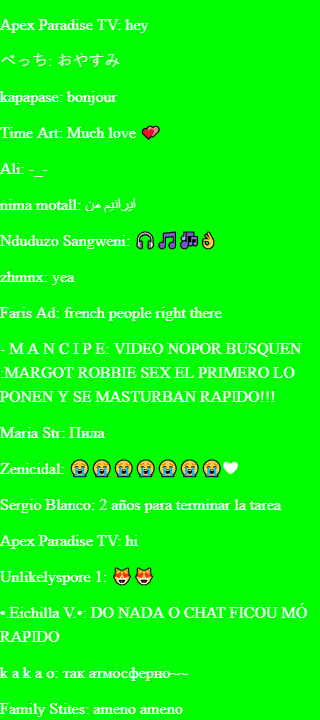 Apex Paradise TV: hey
ぺっち: おやすみ
kapapase: bonjour
Time Art: Much love 💕
Ali: -_-
nima motall: ایرانیم من
Nduduzo Sangweni: 🎧🎵🎶👌
zhmnx: yea
Faris Ad: french people right there
- M A N C I P E: VIDEO NOPOR BUSQUEN
:MARGOT ROBBIE SEX EL PRIMERO LO
PONEN Y SE MASTURBAN RAPIDO!!!
Maria Str: Пила
Zenicidal: 😭😭😭😭😭😭😭🤍
Sergio Blanco: 2 años para terminar la tarea
Apex Paradise TV: hi
Unlikelyspore 1: 😻😻
•.Eichilla V.•: DO NADA O CHAT FICOU MÓ
RAPIDO
k a k a o: так атмосферно~~
Family Stites: ameno ameno